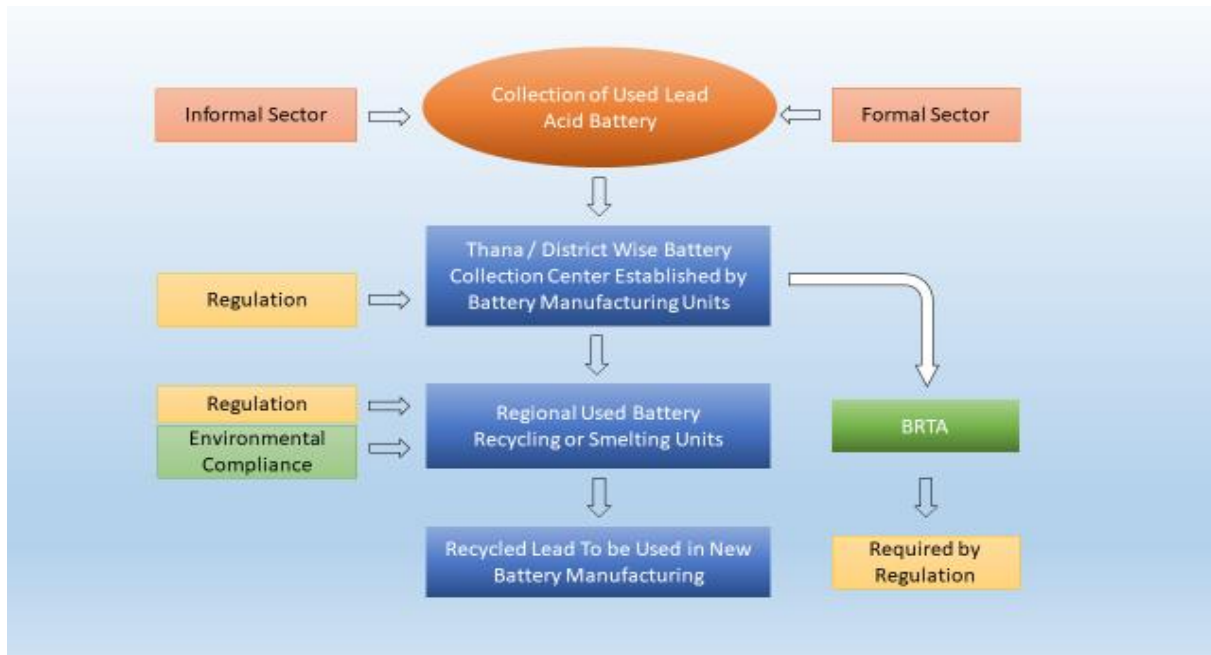 Informal Sector
Collection of Used Lead
Acid Battery
Formal Sector
Thana / District Wise Battery
Collection Center Established by
Battery Manufacturing Units
Regulation
Regulation
Environmental
Compliance
Regional Used Battery
Recycling or Smelting Units
BRTA
Recycled Lead To be Used in New
Battery Manufacturing
Required by
Regulation